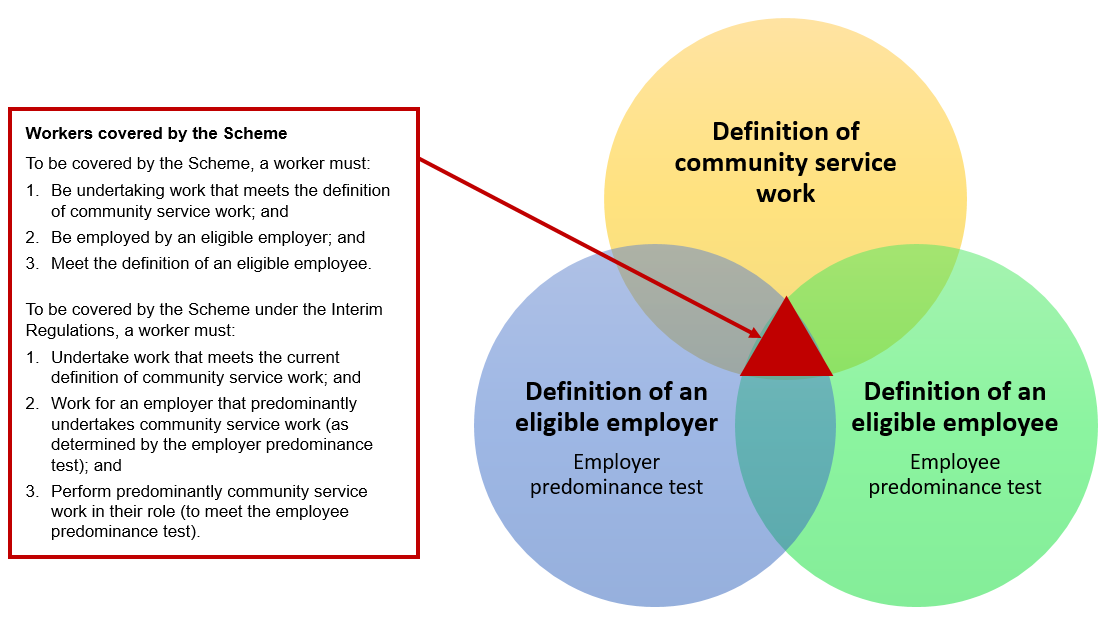 Workers covered by the Scheme
To be covered by the Scheme, a worker must:
1. Be undertaking work that meets the definition
of community service work; and
2. Be employed by an eligible employer; and
3. Meet the definition of an eligible employee.
To be covered by the Scheme under the Interim
Regulations, a worker must:
1. Undertake work that meets the current
definition of community service work; and
2. Work for an employer that predominantly
undertakes community service work (as
determined by the employer predominance
test); and
3. Perform predominantly community service
work in their role (to meet the employee
predominance test).
Definition of
community service
work
Definition of an
eligible employer
Employer
predominance test
Definition of an
eligible employee
Employee
predominance test